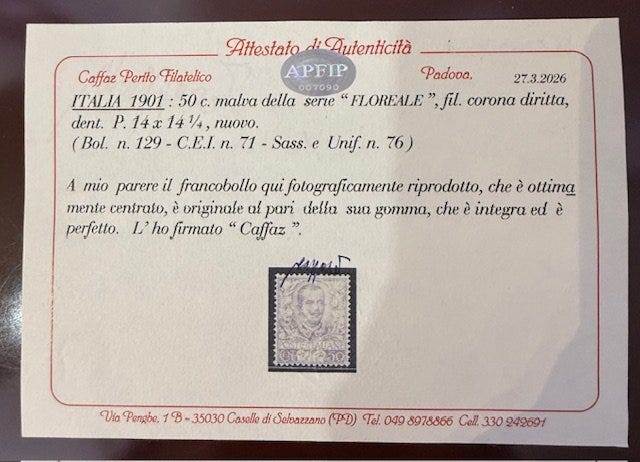 Attestato di Autenticità
Caffaz Perito Filatelico
APFIP
007090
Padova,
27.3.2026
ITALIA 1901 : 50 c. malva della serie “ FLOREALE ”, fil. corona diritta,
dent. P. 14 x 14 ¼, nuovo.
( Bol. n. 129 - C.E.I. n. 71 - Sass. e Unif. n. 76 )
A mio parere il francobollo qui fotograficamente riprodotto, che è ottima
mente centrato, è originale al pari della sua gomma, che è integra ed è
perfetto. L’ ho firmato “ Caffaz ”.
POSTE ITALIANE
50
Via Penghe, 1 B = 35030 Caselle di Selvazzano (PD) Tel. 049 8978866 Cell. 330 242691